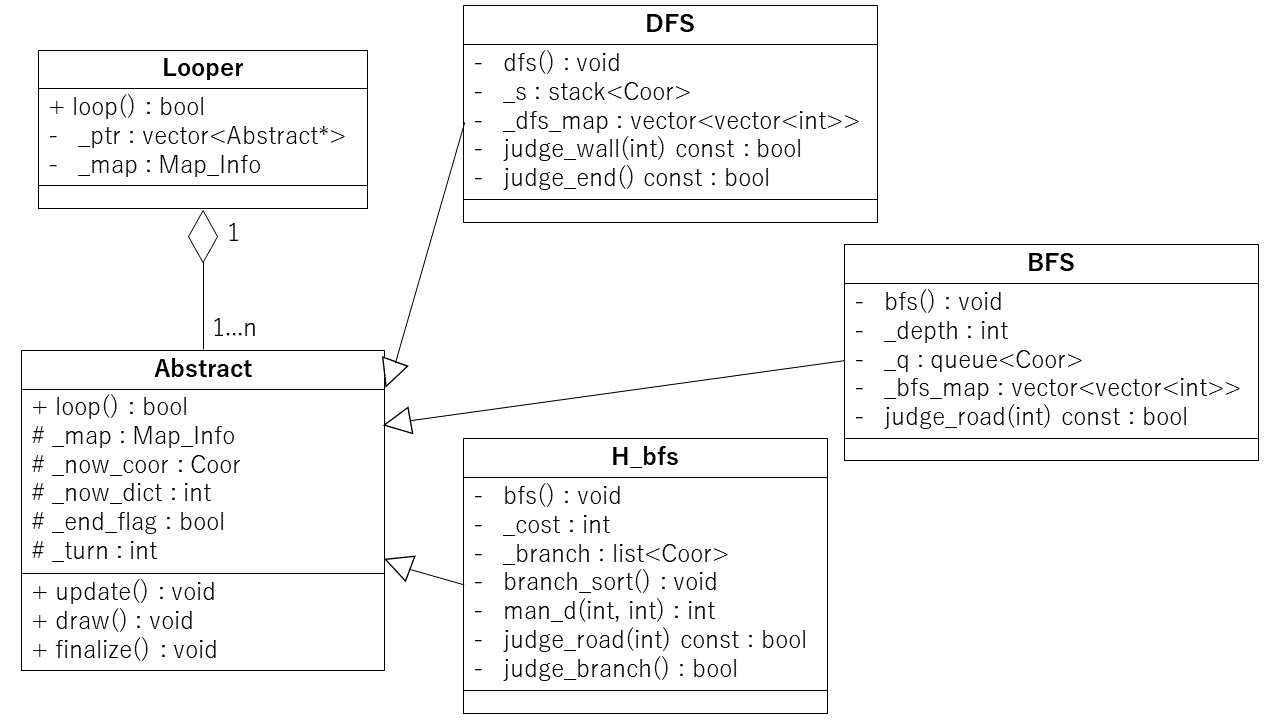 Looper
+ loop() : bool
- _ptr : vector<Abstract*>
- _map : Map_Info
1
1...n
Abstract
+ loop() : bool
# _map : Map_Info
# _now_coor : Coor
# _now_dict : int
# _end_flag : bool
# _turn : int
+ update() : void
+ draw() : void
+ finalize() : void
DFS
- dfs() : void
- _s : stack<Coor>
- _dfs_map : vector<vector<int>>
- judge_wall(int) const : bool
- judge_end() const : bool
BFS
- bfs() : void
- _depth : int
- _q : queue<Coor>
- _bfs_map : vector<vector<int>>
- judge_road(int) const : bool
H_bfs
- bfs() : void
- _cost : int
- _branch : list<Coor>
- branch_sort() : void
- man_d(int, int) : int
- judge_road(int) const : bool
- judge_branch() : bool